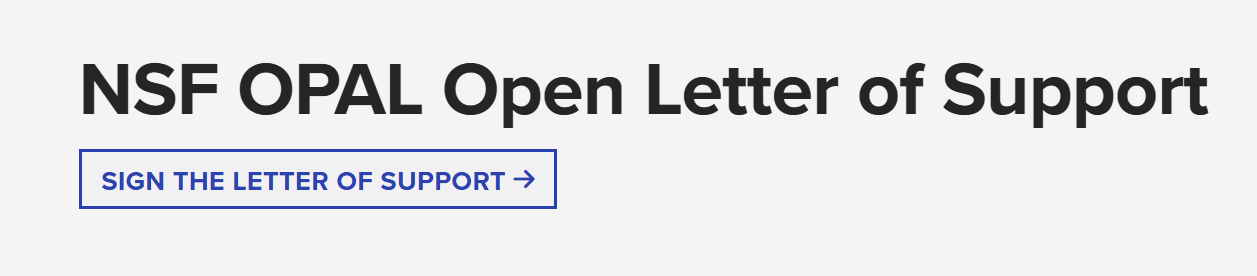 NSF OPAL Open Letter of Support
SIGN THE LETTER OF SUPPORT →